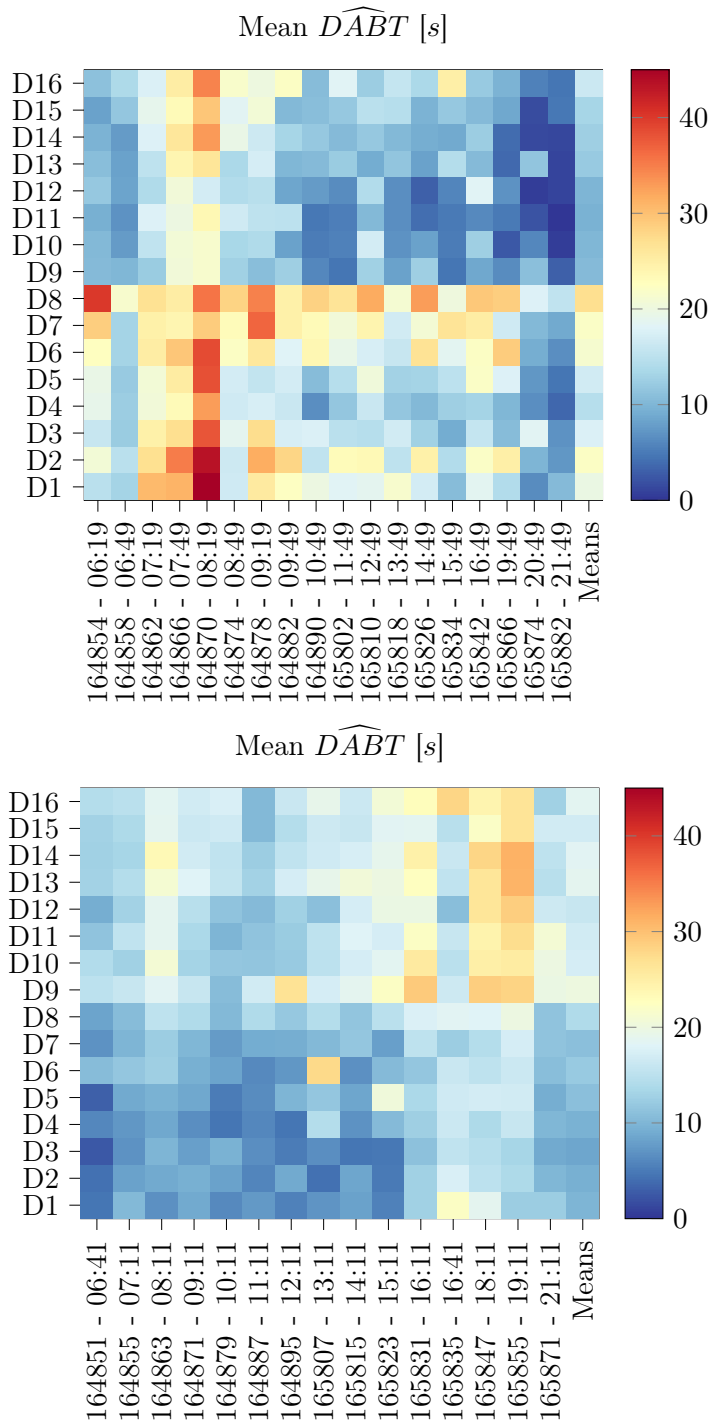 Mean \widehat{DABT} [s]
D16
D15
D14
D13
D12
D11
D10
D9
D8
D7
D6
D5
D4
D3
D2
D1
40
30
20
10
0
164854 - 06:19
164858 - 06:49
164862 - 07:19
164866 - 07:49
164870 - 08:19
164874 - 08:49
164878 - 09:19
164882 - 09:49
164890 - 10:49
165802 - 11:49
165810 - 12:49
165818 - 13:49
165826 - 14:49
165834 - 15:49
165842 - 16:49
165866 - 19:49
165874 - 20:49
165882 - 21:49
Means
Mean \widehat{DABT} [s]
D16
D15
D14
D13
D12
D11
D10
D9
D8
D7
D6
D5
D4
D3
D2
D1
40
30
20
10
0
164851 - 06:41
164855 - 07:11
164863 - 08:11
164871 - 09:11
164879 - 10:11
164887 - 11:11
164895 - 12:11
165807 - 13:11
165815 - 14:11
165823 - 15:11
165831 - 16:11
165835 - 16:41
165847 - 18:11
165855 - 19:11
165871 - 21:11
Means